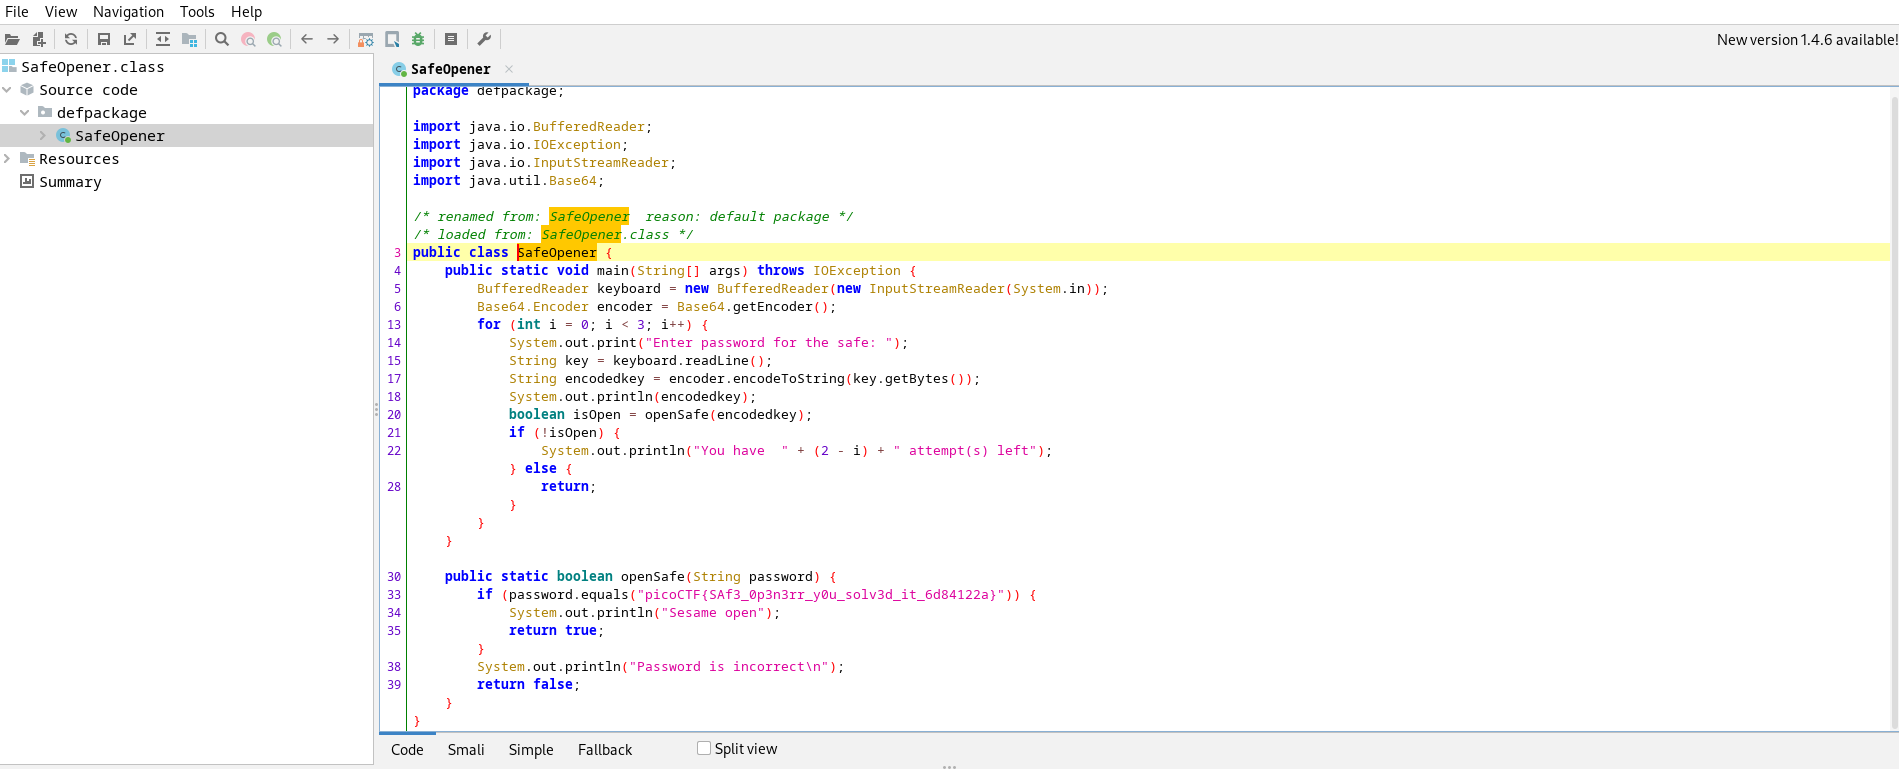 File View Navigation Tools Help
New version 1.4.6 available!
SafeOpener.class
Source code
defpackage
SafeOpener
Resources
Summary
SafeOpener
package defpackage;
import java.io.BufferedReader;
import java.io.IOException;
import java.io.InputStreamReader;
import java.util.Base64;
/* renamed from: SafeOpener  reason: default package */
/* loaded from: SafeOpener.class */
3 public class SafeOpener {
4     public static void main(String[] args) throws IOException {
5         BufferedReader keyboard = new BufferedReader(new InputStreamReader(System.in));
6         Base64.Encoder encoder = Base64.getEncoder();
13         for (int i = 0; i < 3; i++) {
14             System.out.print("Enter password for the safe: ");
15             String key = keyboard.readLine();
17             String encodedkey = encoder.encodeToString(key.getBytes());
18             System.out.println(encodedkey);
20             boolean isOpen = openSafe(encodedkey);
21             if (!isOpen) {
22                 System.out.println("You have  " + (2 - i) + " attempt(s) left");
            } else {
28                 return;
            }
        }
    }
30     public static boolean openSafe(String password) {
33         if (password.equals("picoCTF{SAf3_0p3n3rr_y0u_solv3d_it_6d84122a}")) {
34             System.out.println("Sesame open");
35             return true;
        }
38         System.out.println("Password is incorrect\n");
39         return false;
    }
}
Code Smali Simple Fallback Split view